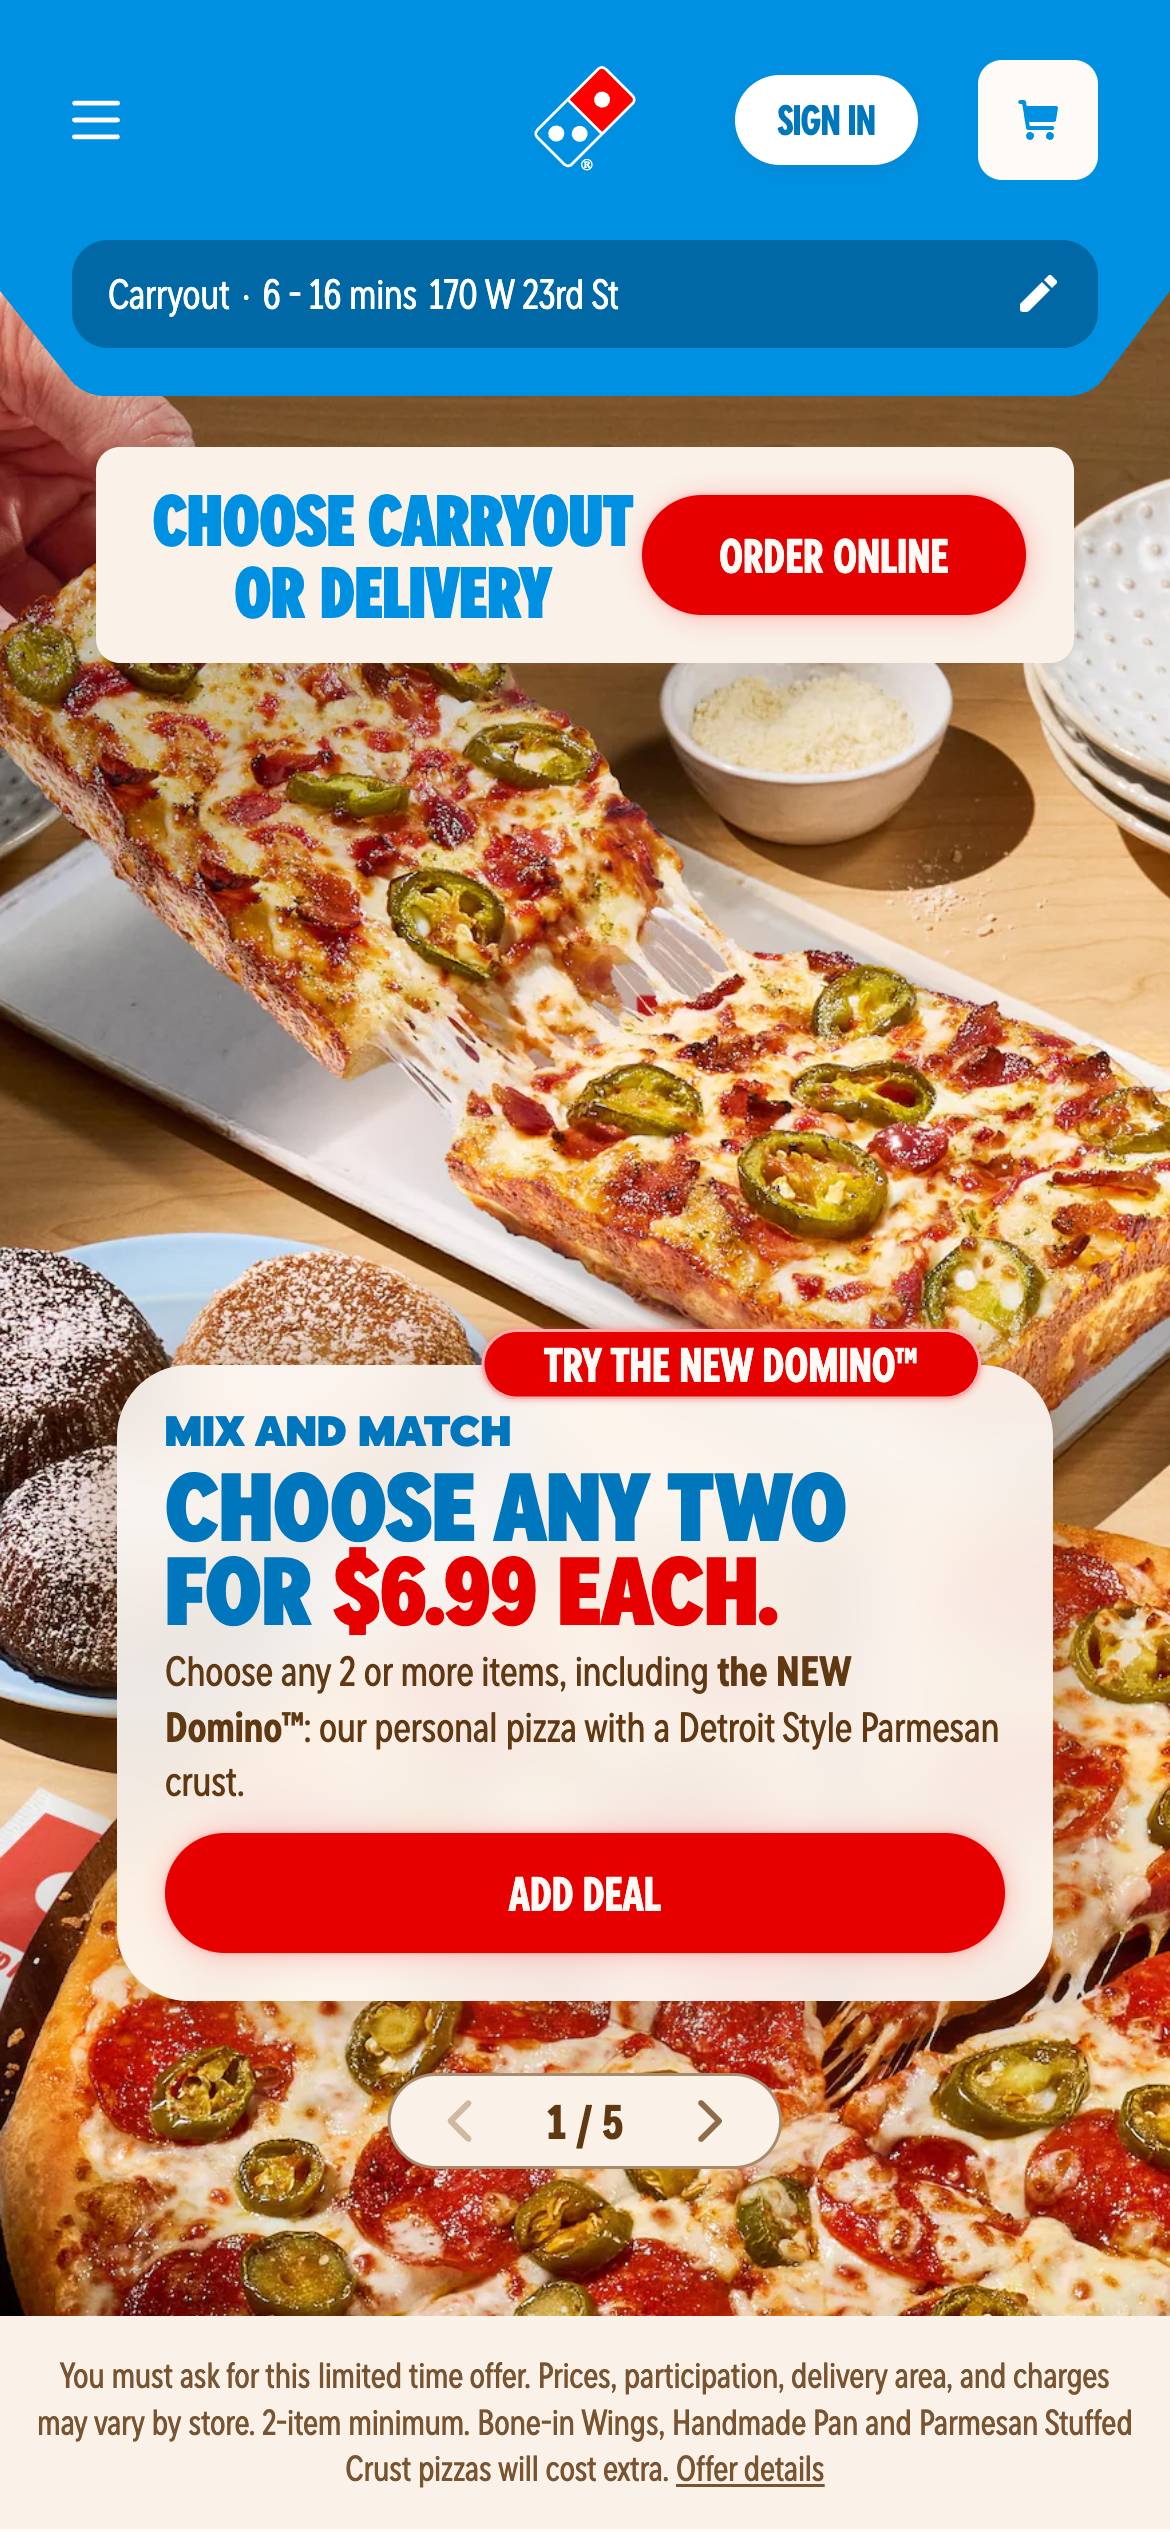 SIGN IN
®
Carryout · 6 - 16 mins 170 W 23rd St
CHOOSE CARRYOUT
OR DELIVERY
ORDER ONLINE
TRY THE NEW DOMINO™
MIX AND MATCH
CHOOSE ANY TWO
FOR $6.99 EACH.
Choose any 2 or more items, including the NEW
Domino™: our personal pizza with a Detroit Style Parmesan
crust.
ADD DEAL
1 / 5
You must ask for this limited time offer. Prices, participation, delivery area, and charges
may vary by store. 2-item minimum. Bone-in Wings, Handmade Pan and Parmesan Stuffed
Crust pizzas will cost extra. Offer details